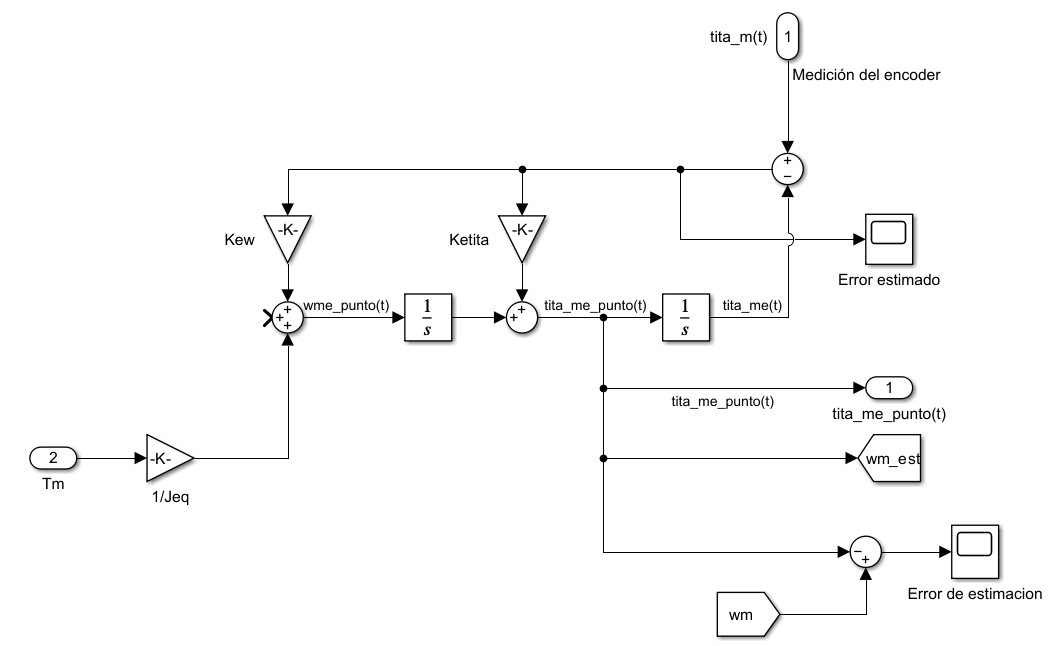 tita_m(t)
1
Medición del encoder
+
−
-K-
Kew
-K-
Ketita
Error estimado
wme_punto(t)
+
+
+
1
s
+
+
tita_me_punto(t)
1
s
tita_me(t)
1
tita_me_punto(t)
tita_me_punto(t)
wm_est
2
Tm
-K-
1/Jeq
−
+
Error de estimacion
wm